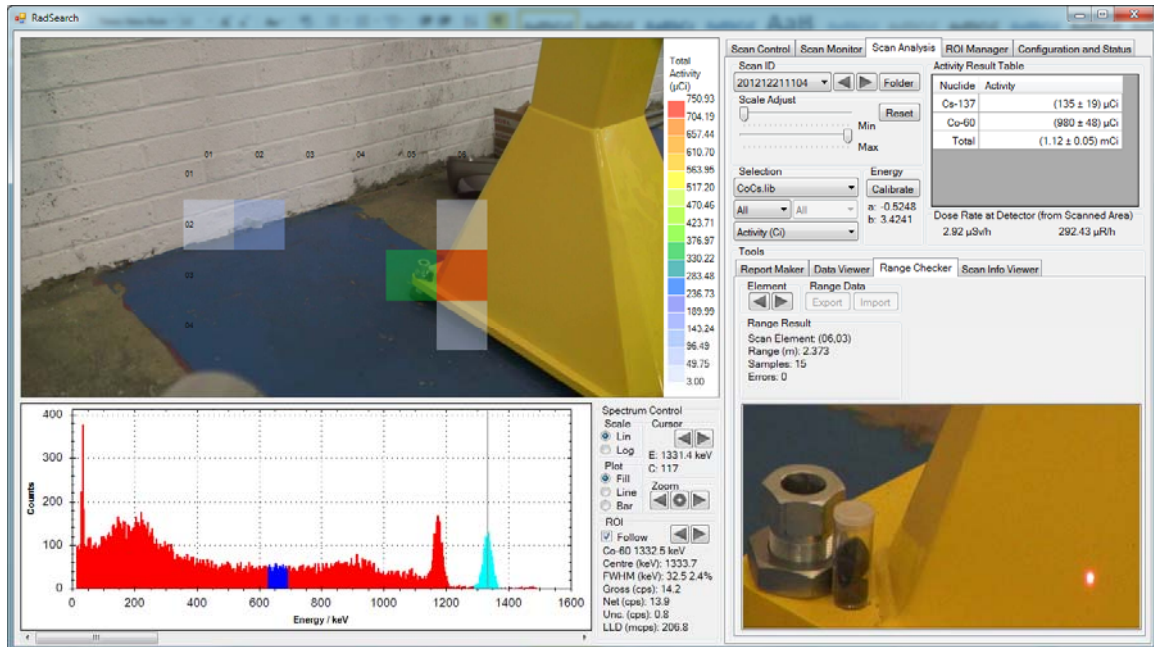 RadSearch
01 02 03 04 05 06
01
02
03
04
Total
Activity
(µCi)
750.93
704.19
657.44
610.70
563.95
517.20
470.46
423.71
376.97
330.22
283.48
236.73
189.99
143.24
96.49
49.75
3.00
400
300
200
100
0
Counts
0 200 400 600 800 1000 1200 1400 1600
Energy / keV
Spectrum Control
Scale Cursor
Lin
Log
E: 1331.4 keV
Plot
C: 117
Fill
Line
Bar
Zoom
ROI
Follow
Co-60 1332.5 keV
Centre (keV): 1333.7
FWHM (keV): 32.5 2.4%
Gross (cps): 14.2
Net (cps): 13.9
Unc. (cps): 0.8
LLD (mcps): 206.8
Scan Control Scan Monitor Scan Analysis ROI Manager Configuration and Status
Scan ID
201212211104 Folder
Scale Adjust
Reset
Min
Max
Selection
CoCs.lib
All All
Activity (Ci)
Energy
Calibrate
a: -0.5248
b: 3.4241
Activity Result Table
Nuclide Activity
Cs-137 (135 ± 19) µCi
Co-60 (980 ± 48) µCi
Total (1.12 ± 0.05) mCi
Dose Rate at Detector (from Scanned Area)
2.92 µSv/h 292.43 µR/h
Tools
Report Maker Data Viewer Range Checker Scan Info Viewer
Element Range Data
Export Import
Range Result
Scan Element: (06,03)
Range (m): 2.373
Samples: 15
Errors: 0